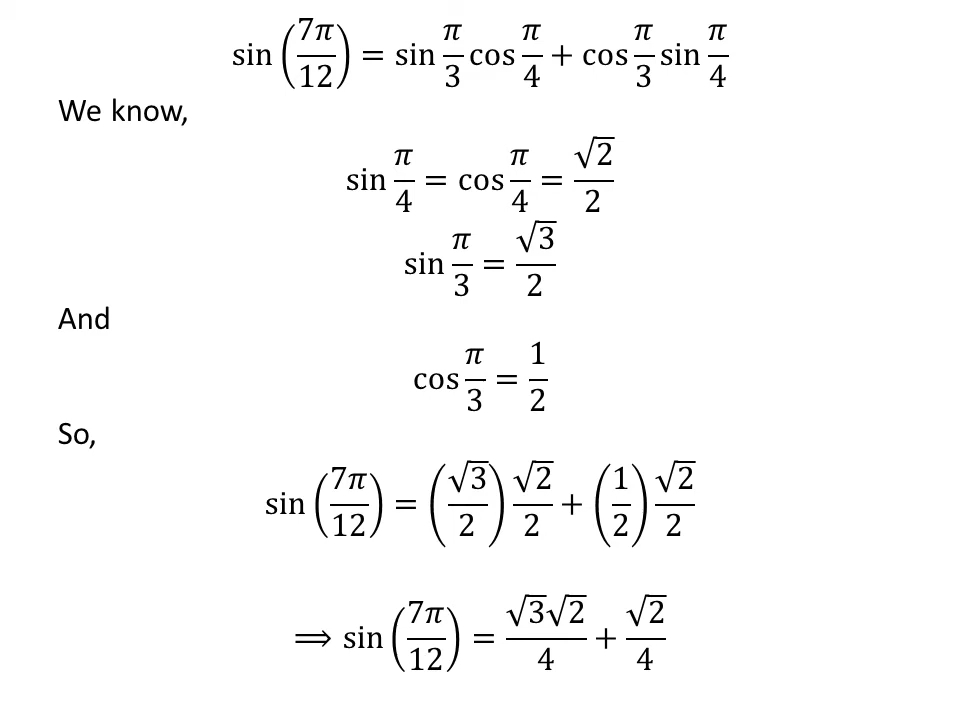 sin(7π/12) = sin π/3 cos π/4 + cos π/3 sin π/4
We know,
sin π/4 = cos π/4 = √2/2
sin π/3 = √3/2
And
cos π/3 = 1/2
So,
sin(7π/12) = (√3/2) √2/2 + (1/2) √2/2
⟹ sin(7π/12) = √3√2/4 + √2/4